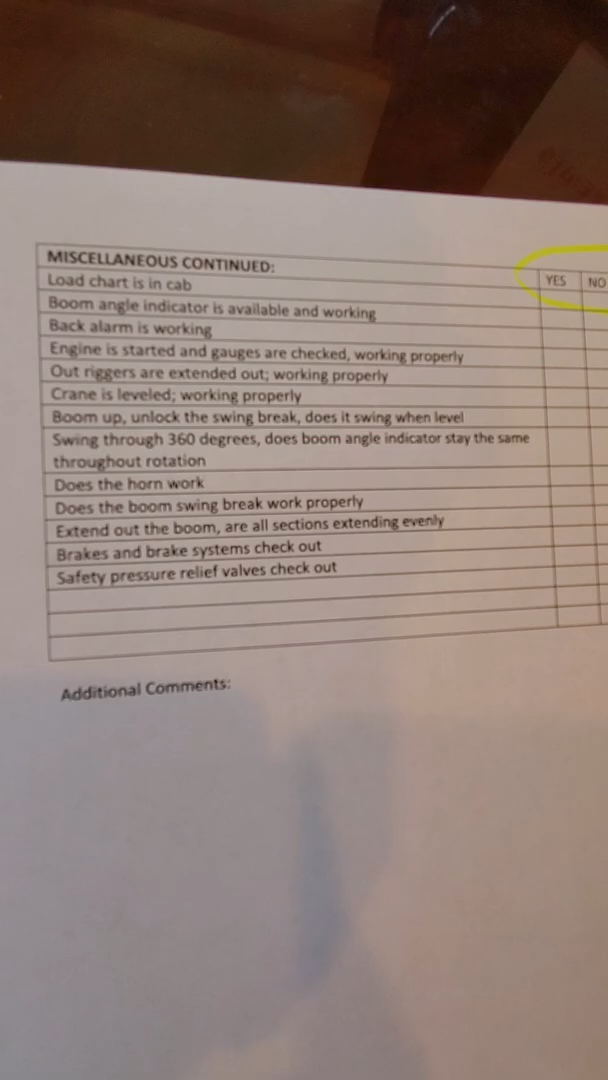 MISCELLANEOUS CONTINUED:
YES NO
Load chart is in cab
Boom angle indicator is available and working
Back alarm is working
Engine is started and gauges are checked, working properly
Out riggers are extended out; working properly
Crane is leveled; working properly
Boom up, unlock the swing break, does it swing when level
Swing through 360 degrees, does boom angle indicator stay the same
throughout rotation
Does the horn work
Does the boom swing break work properly
Extend out the boom, are all sections extending evenly
Brakes and brake systems check out
Safety pressure relief valves check out
Additional Comments: